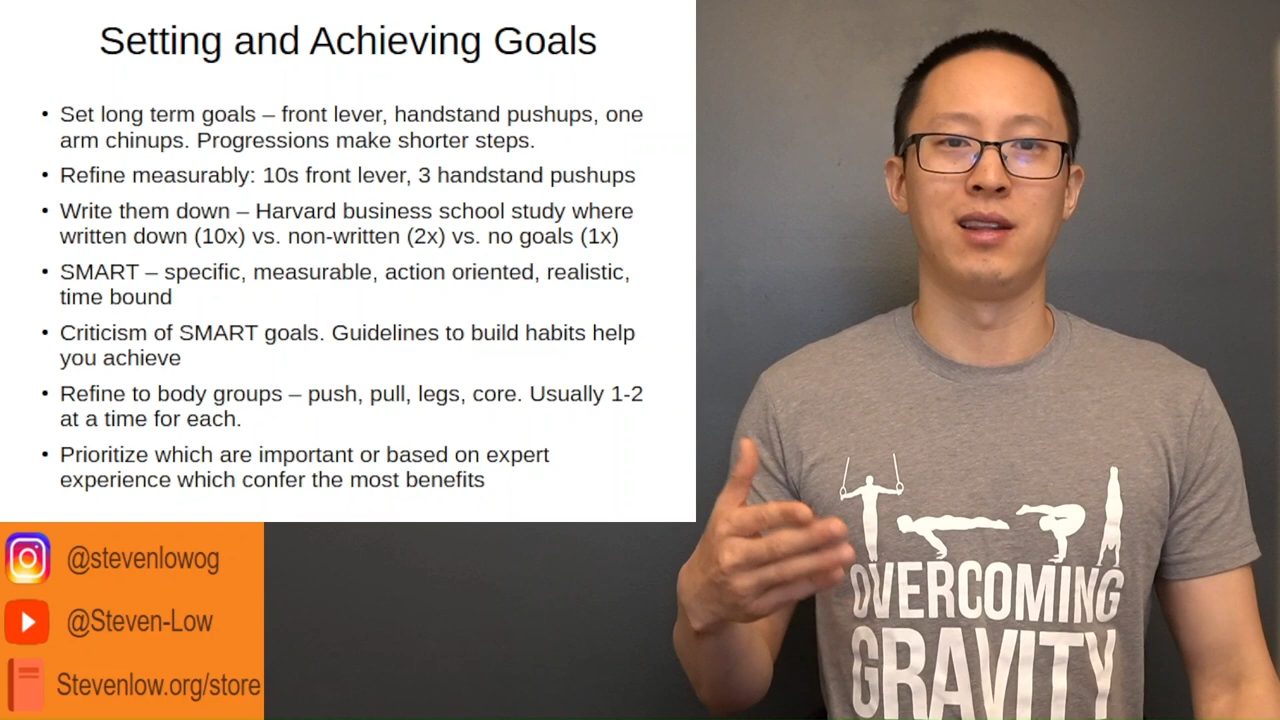 Setting and Achieving Goals
• Set long term goals – front lever, handstand pushups, one
arm chinups. Progressions make shorter steps.
• Refine measurably: 10s front lever, 3 handstand pushups
• Write them down – Harvard business school study where
written down (10x) vs. non-written (2x) vs. no goals (1x)
• SMART – specific, measurable, action oriented, realistic,
time bound
• Criticism of SMART goals. Guidelines to build habits help
you achieve
• Refine to body groups – push, pull, legs, core. Usually 1-2
at a time for each.
• Prioritize which are important or based on expert
experience which confer the most benefits
@stevenlowog
@Steven-Low
Stevenlow.org/store
OVERCOMING
GRAVITY